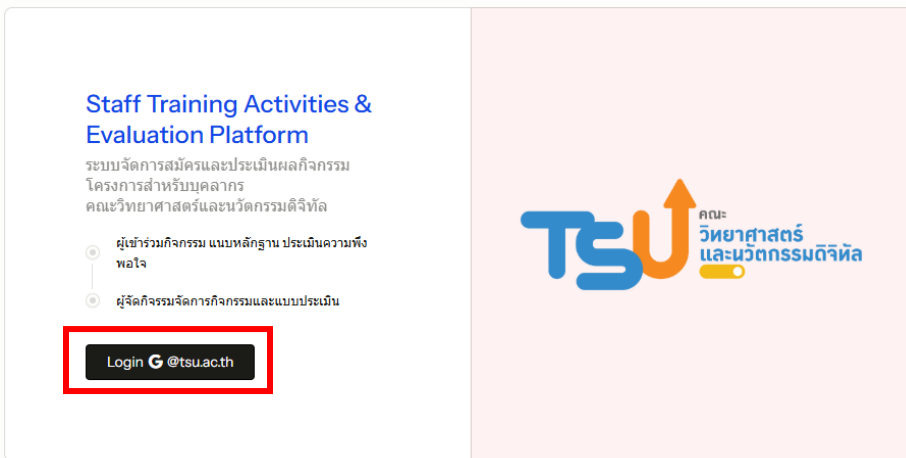 Staff Training Activities &
Evaluation Platform
ระบบจัดการสมัครและประเมินผลกิจกรรม
โครงการสำหรับบุคลากร
คณะวิทยาศาสตร์และนวัตกรรมดิจิทัล
ผู้เข้าร่วมกิจกรรม แนบหลักฐาน ประเมินความพึง
พอใจ
ผู้จัดกิจรรมจัดการกิจกรรมและแบบประเมิน
Login G @tsu.ac.th
TSU
คณะ
วิทยาศาสตร์
และนวัตกรรมดิจิทัล